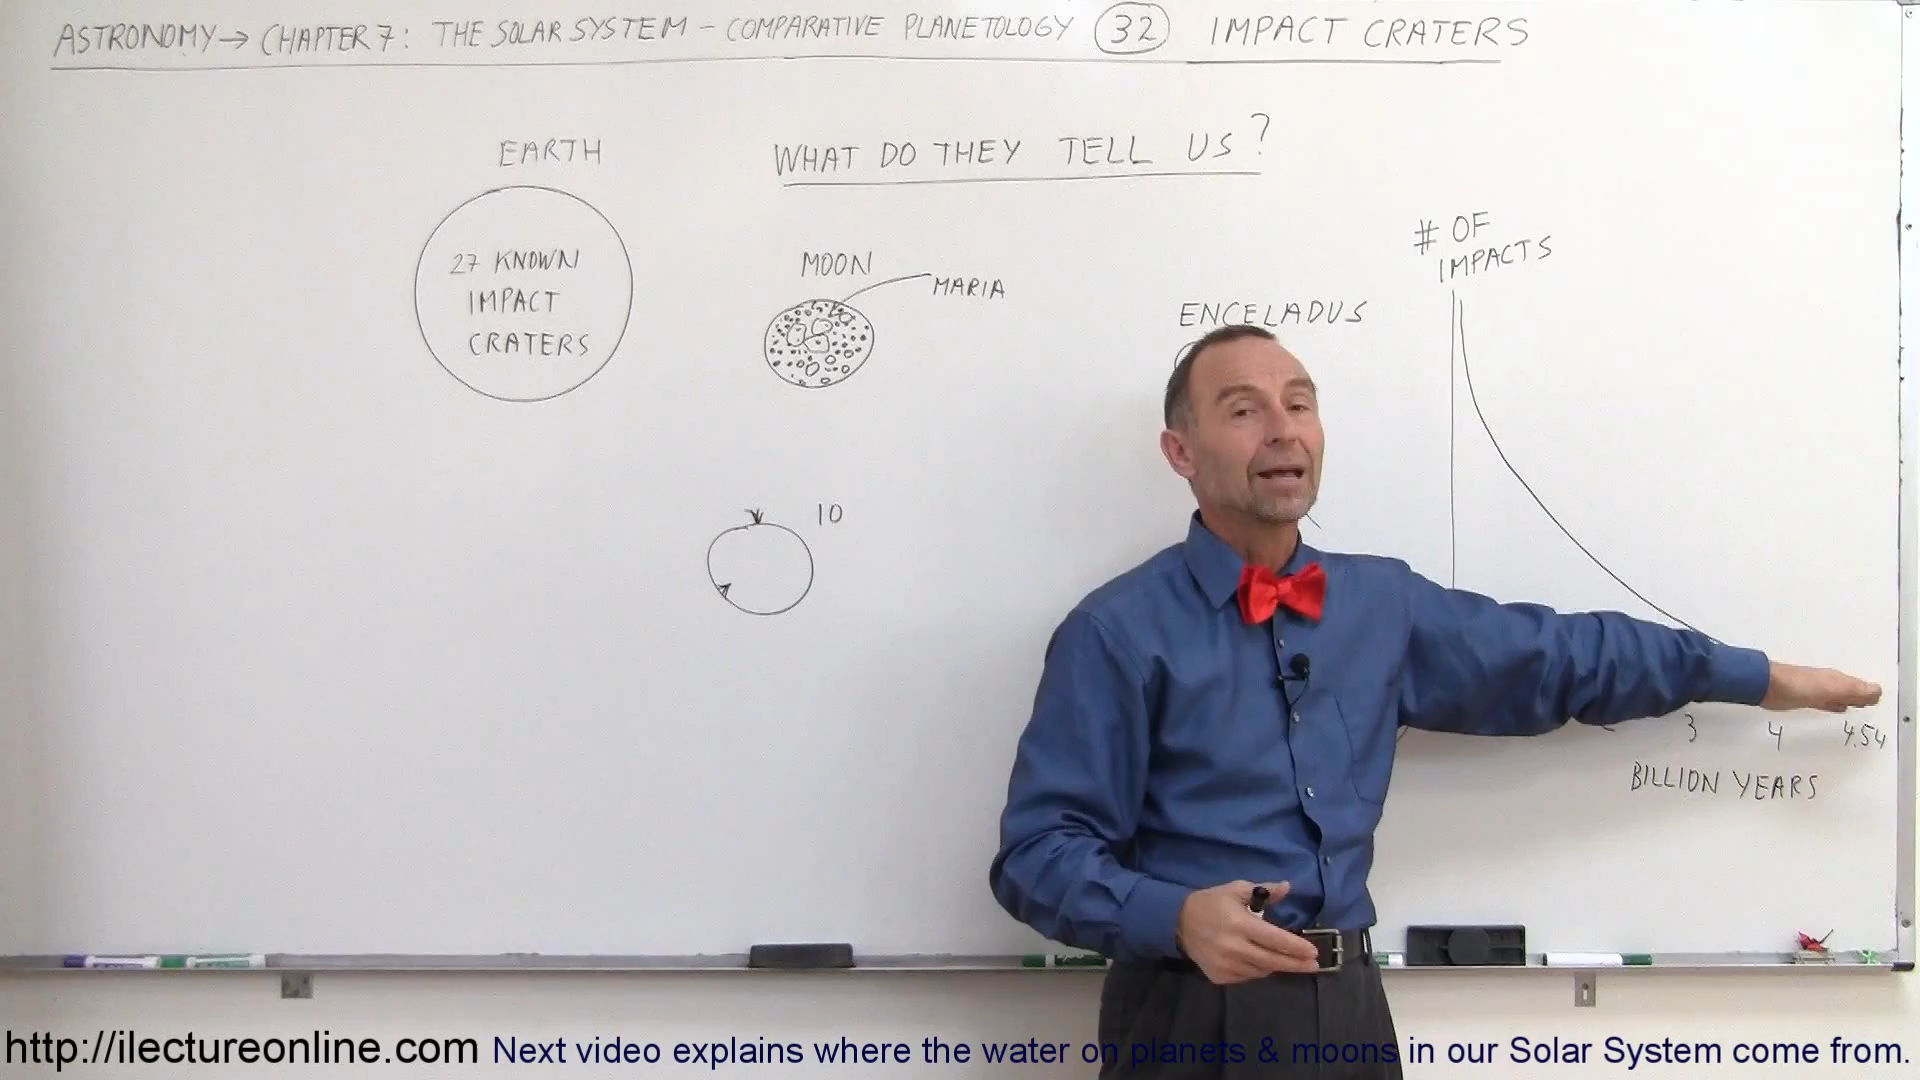 ASTRONOMY → CHAPTER 7: THE SOLAR SYSTEM – COMPARATIVE PLANETOLOGY 32 IMPACT CRATERS
WHAT DO THEY TELL US?
EARTH
27 KNOWN
IMPACT
CRATERS
MOON
MARIA
ENCELADUS
# OF
IMPACTS
10
3 4 4.54
BILLION YEARS
http://ilectureonline.com Next video explains where the water on planets & moons in our Solar System come from.